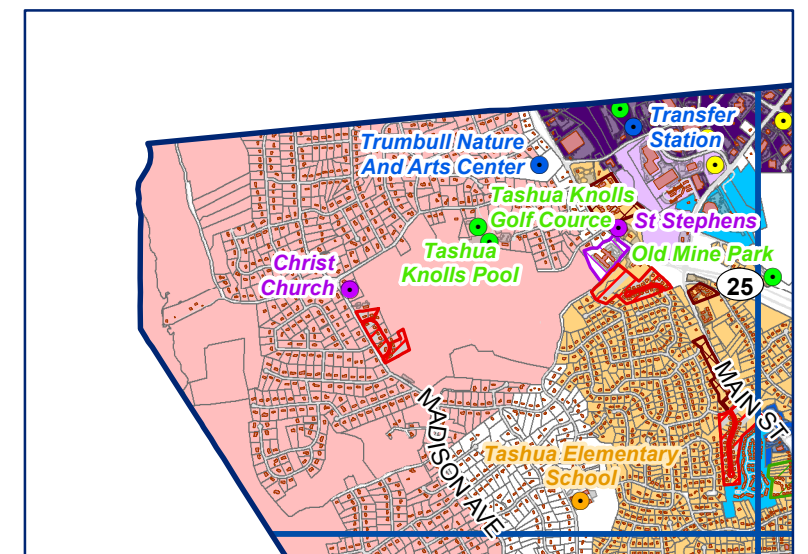 Transfer
Station
Trumbull Nature
And Arts Center
Tashua Knolls
Golf Cource
St Stephens
Tashua
Knolls Pool
Old Mine Park
Christ
Church
25
MAIN ST
MADISON AVE
Tashua Elementary
School